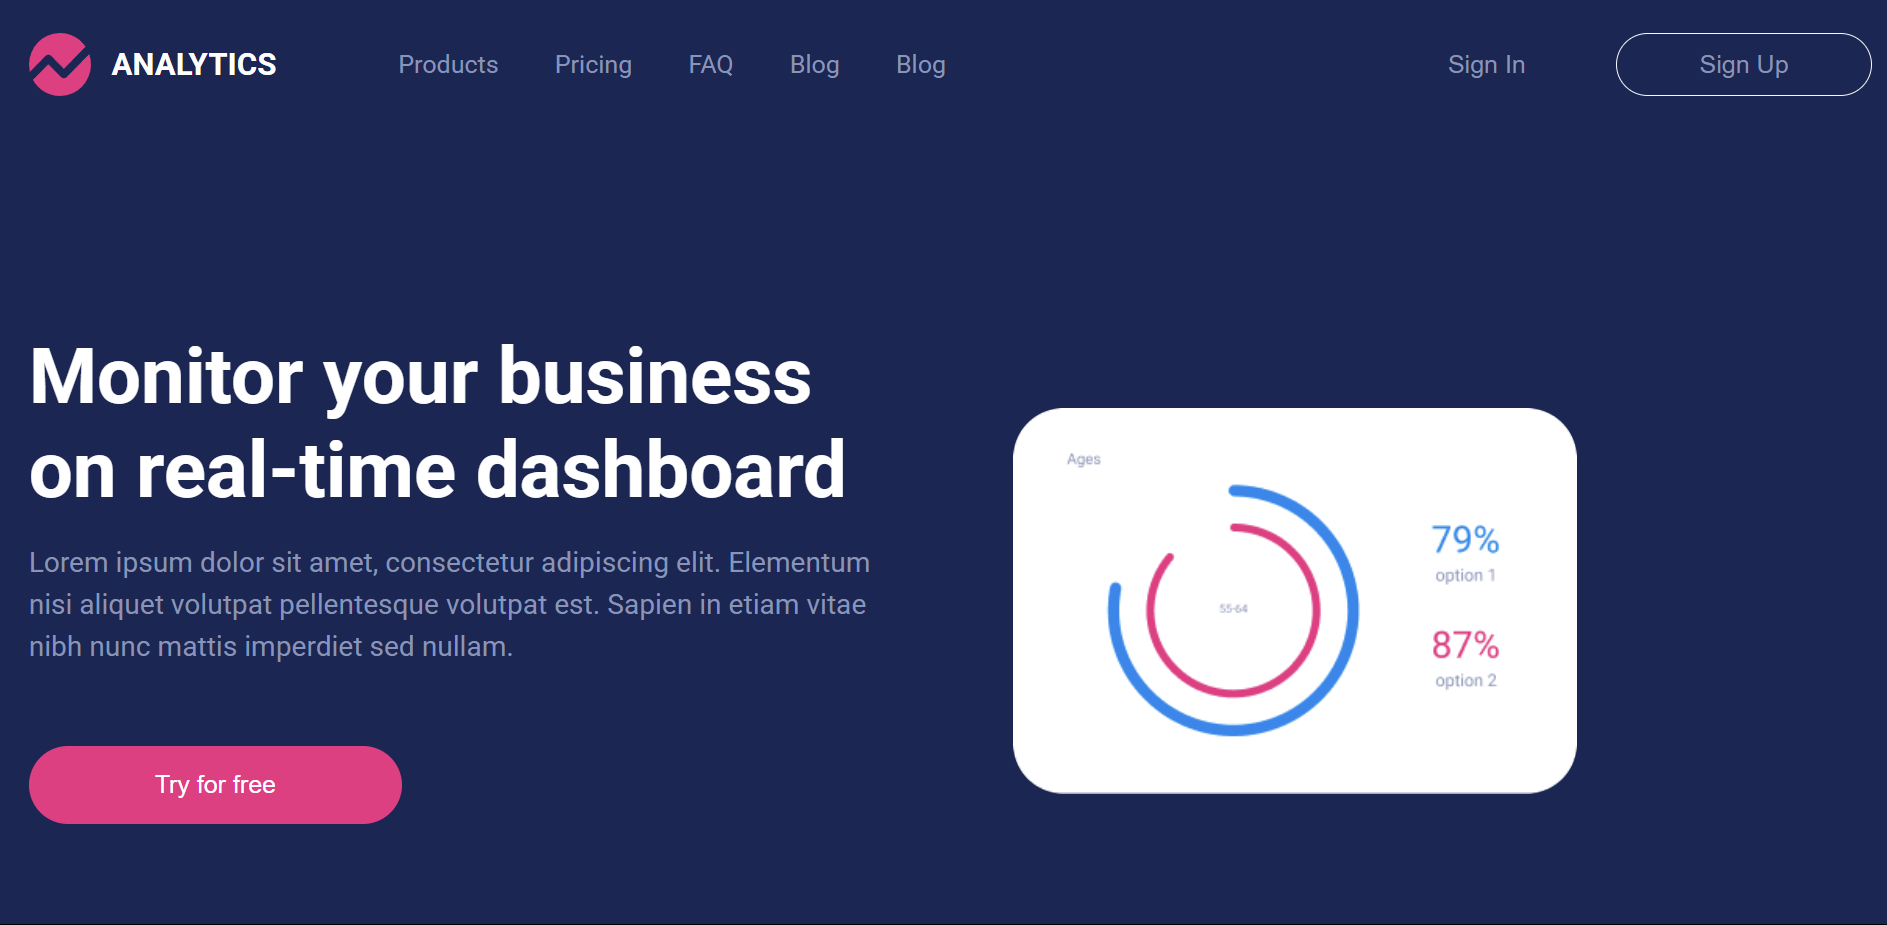 ANALYTICS
Products Pricing FAQ Blog Blog
Sign In
Sign Up
Monitor your business
on real-time dashboard
Lorem ipsum dolor sit amet, consectetur adipiscing elit. Elementum
nisi aliquet volutpat pellentesque volutpat est. Sapien in etiam vitae
nibh nunc mattis imperdiet sed nullam.
Try for free
Ages
55-64
79%
option 1
87%
option 2